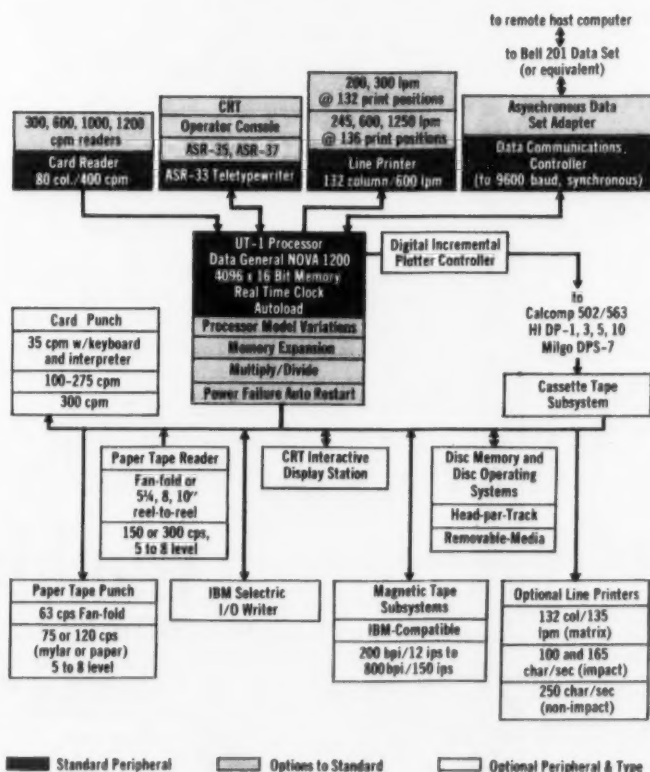 to remote host computer
to Bell 201 Data Set
(or equivalent)
300, 600, 1000, 1200
cpm readers
Card Reader
80 col./400 cpm
CRT
Operator Console
ASR-35, ASR-37
ASR-33 Teletypewriter
200, 300 lpm
@ 132 print positions
245, 600, 1250 lpm
@ 136 print positions
Line Printer
132 column/600 lpm
Asynchronous Data
Set Adapter
Data Communications
Controller
(to 9600 baud, synchronous)
UT-1 Processor
Data General NOVA 1200
4096 x 16 Bit Memory
Real Time Clock
Autoload
Processor Model Variations
Memory Expansion
Multiply/Divide
Power Failure Auto Restart
Digital Incremental
Plotter Controller
to
Calcomp 502/563
HI DP-1, 3, 5, 10
Milgo DPS-7
Cassette Tape
Subsystem
Card Punch
35 cpm w/keyboard
and interpreter
100-275 cpm
300 cpm
Paper Tape Reader
Fan-fold or
5¼, 8, 10"
reel-to-reel
150 or 300 cps,
5 to 8 level
CRT Interactive
Display Station
Disc Memory and
Disc Operating
Systems
Head-per-Track
Removable-Media
Paper Tape Punch
63 cps Fan-fold
75 or 120 cps
(mylar or paper)
5 to 8 level
IBM Selectric
I/O Writer
Magnetic Tape
Subsystems
IBM-Compatible
200 bpi/12 ips to
800 bpi/150 ips
Optional Line Printers
132 col/135
lpm (matrix)
100 and 165
char/sec (impact)
250 char/sec
(non-impact)
Standard Peripheral
Options to Standard
Optional Peripheral & Type